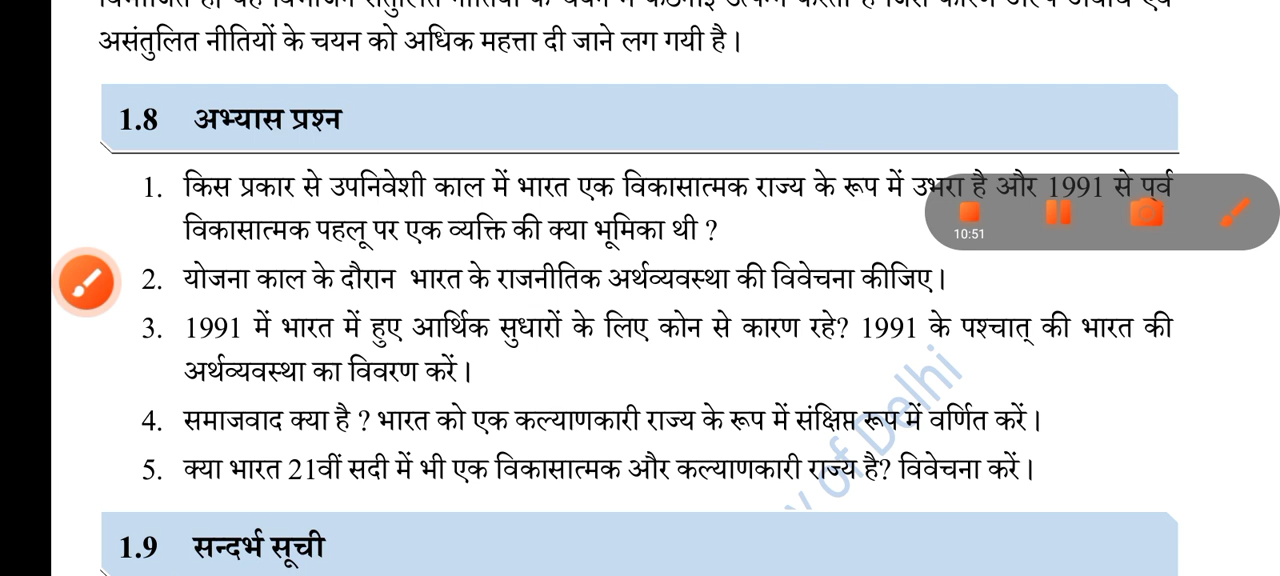 असंतुलित नीतियों के चयन को अधिक महत्ता दी जाने लग गयी है।
1.8 अभ्यास प्रश्न
1. किस प्रकार से उपनिवेशी काल में भारत एक विकासात्मक राज्य के रूप में उभरा है और 1991 से पूर्व
विकासात्मक पहलू पर एक व्यक्ति की क्या भूमिका थी ?
10:51
2. योजना काल के दौरान भारत के राजनीतिक अर्थव्यवस्था की विवेचना कीजिए।
3. 1991 में भारत में हुए आर्थिक सुधारों के लिए कोन से कारण रहे? 1991 के पश्चात् की भारत की
अर्थव्यवस्था का विवरण करें।
4. समाजवाद क्या है ? भारत को एक कल्याणकारी राज्य के रूप में संक्षिप्त रूप में वर्णित करें।
5. क्या भारत 21वीं सदी में भी एक विकासात्मक और कल्याणकारी राज्य है? विवेचना करें।
of Delhi
1.9 सन्दर्भ सूची